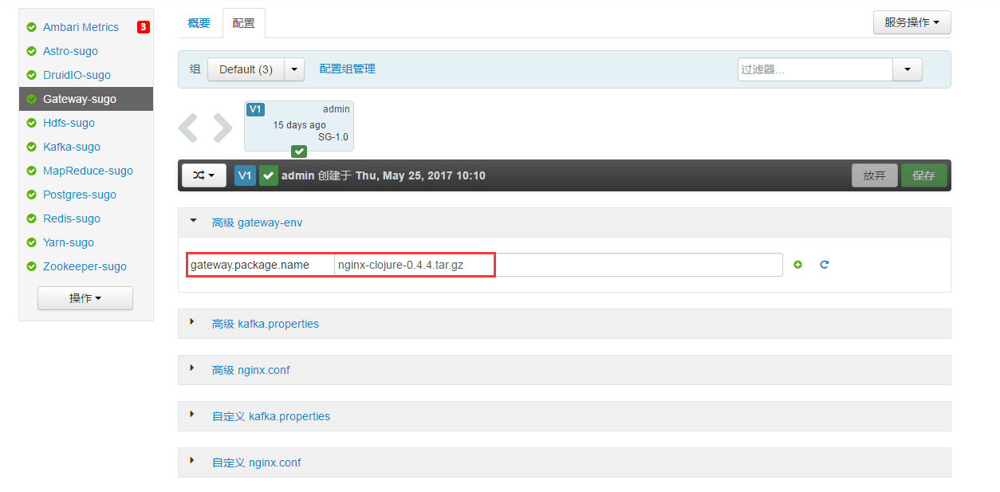 Ambari Metrics 3
Astro-sugo
DruidIO-sugo
Gateway-sugo
Hdfs-sugo
Kafka-sugo
MapReduce-sugo
Postgres-sugo
Redis-sugo
Yarn-sugo
Zookeeper-sugo
操作
概要 配置 服务操作
组 Default (3) 配置组管理 过滤器...
V1 admin
15 days ago
SG-1.0
V1 admin 创建于 Thu, May 25, 2017 10:10 放弃 保存
高级 gateway-env
gateway.package.name nginx-clojure-0.4.4.tar.gz
高级 kafka.properties
高级 nginx.conf
自定义 kafka.properties
自定义 nginx.conf